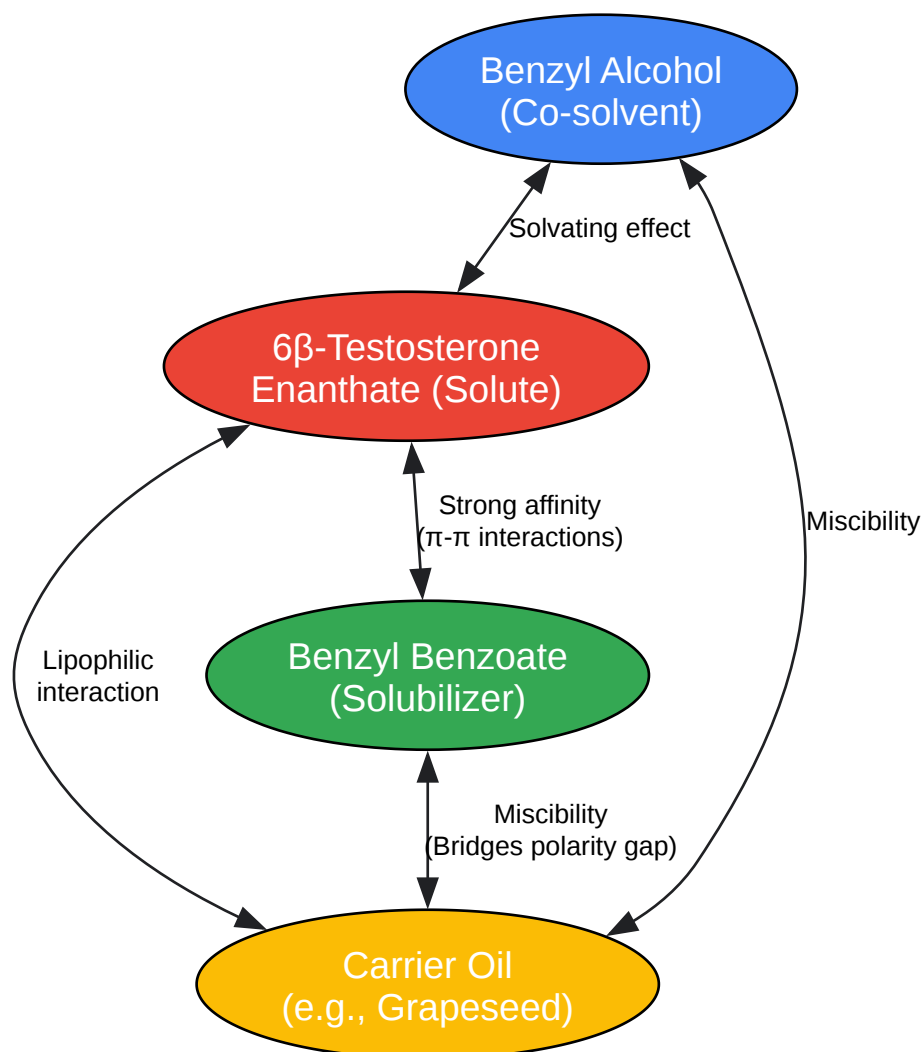 Benzyl Alcohol
(Co-solvent)
Solvating effect
6β-Testosterone
Enanthate (Solute)
Strong affinity
(π-π interactions)
Miscibility
Benzyl Benzoate
(Solubilizer)
Lipophilic
interaction
Miscibility
(Bridges polarity gap)
Carrier Oil
(e.g., Grapeseed)